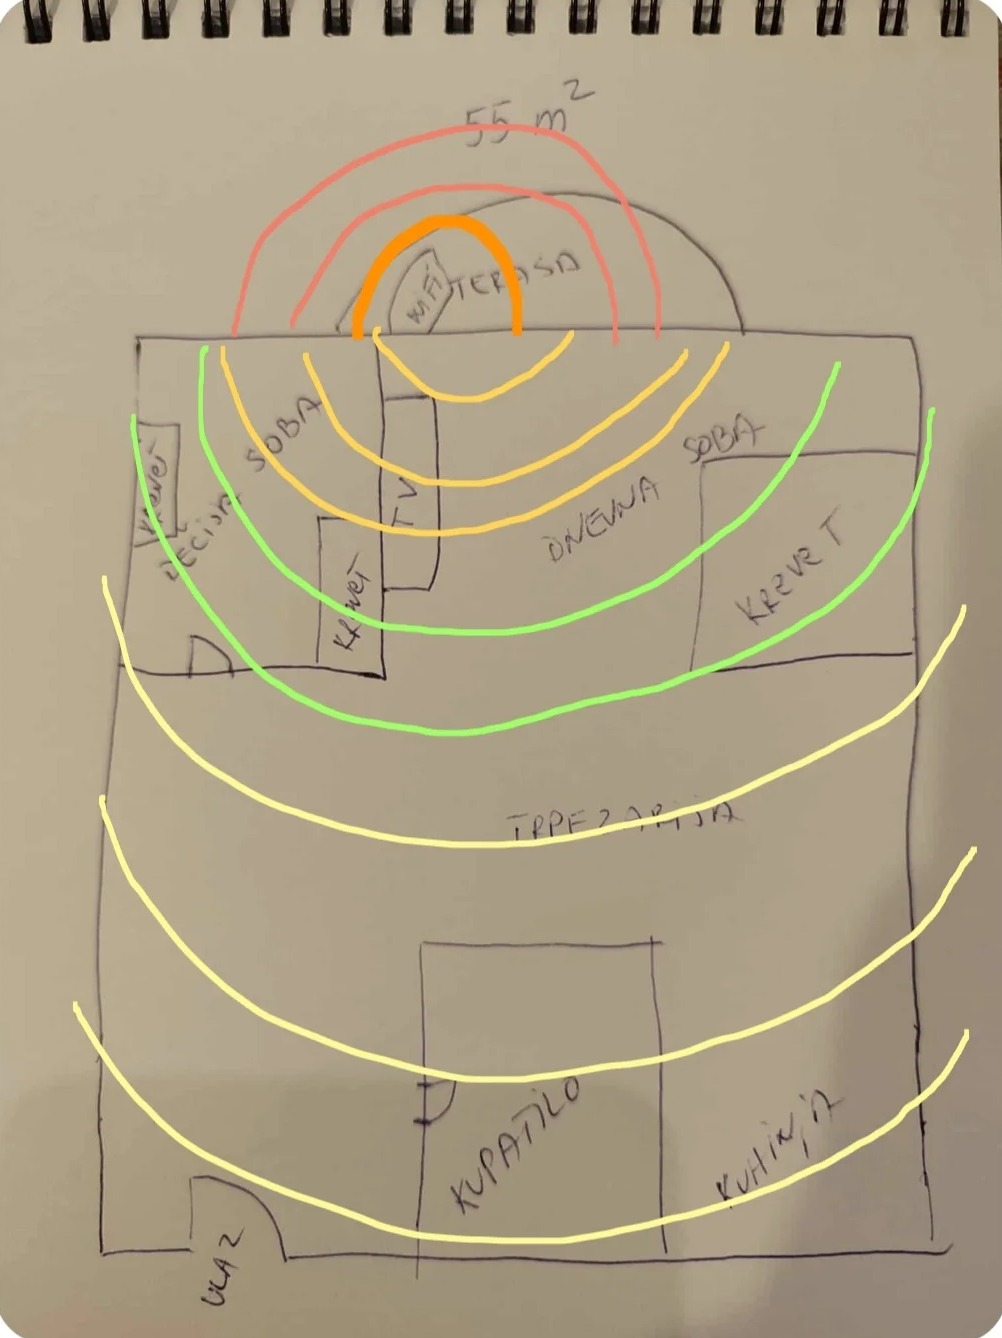 55 m²
WiFi
TERASA
SOBA
SOBA
KREVET
DEČIJA
TV
DNEVNA
KREVET
KREVET
TRPEZARIJA
KUPATILO
KUHINJA
ULAZ